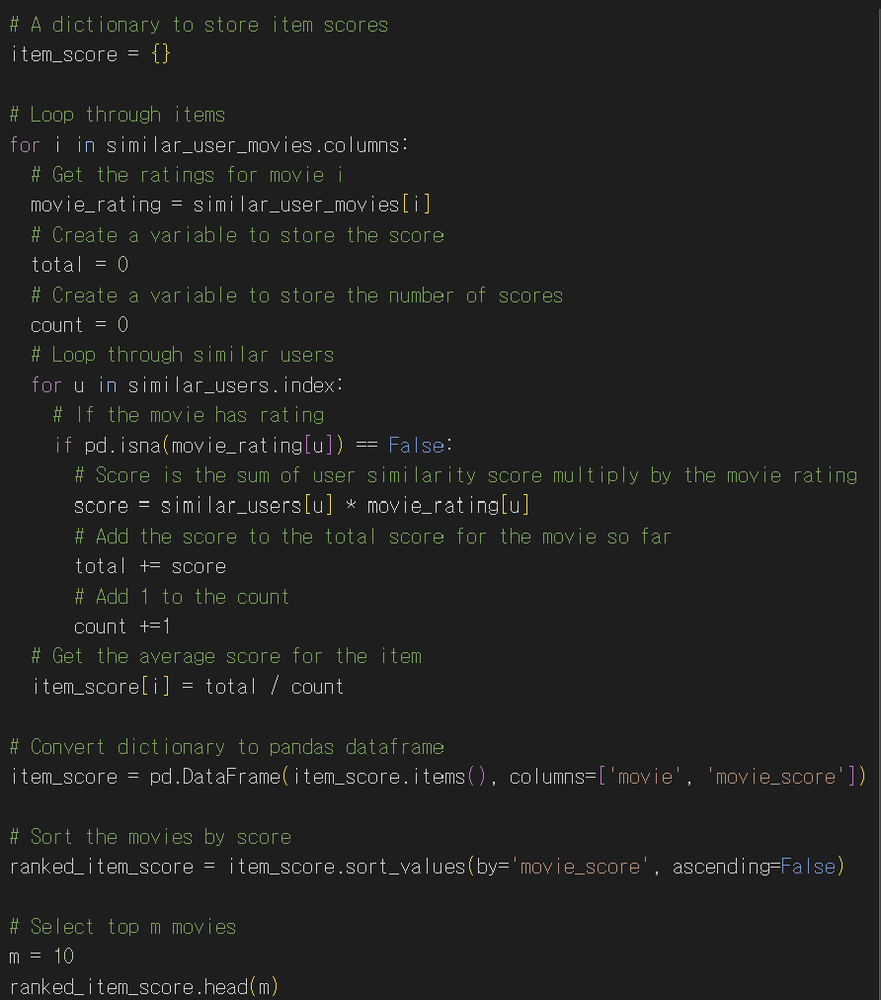 # A dictionary to store item scores
item_score = {}
# Loop through items
for i in similar_user_movies.columns:
# Get the ratings for movie i
movie_rating = similar_user_movies[i]
# Create a variable to store the score
total = 0
# Create a variable to store the number of scores
count = 0
# Loop through similar users
for u in similar_users.index:
# If the movie has rating
if pd.isna(movie_rating[u]) == False:
# Score is the sum of user similarity score multiply by the movie rating
score = similar_users[u] * movie_rating[u]
# Add the score to the total score for the movie so far
total += score
# Add 1 to the count
count +=1
# Get the average score for the item
item_score[i] = total / count
# Convert dictionary to pandas dataframe
item_score = pd.DataFrame(item_score.items(), columns=['movie', 'movie_score'])
# Sort the movies by score
ranked_item_score = item_score.sort_values(by='movie_score', ascending=False)
# Select top m movies
m = 10
ranked_item_score.head(m)